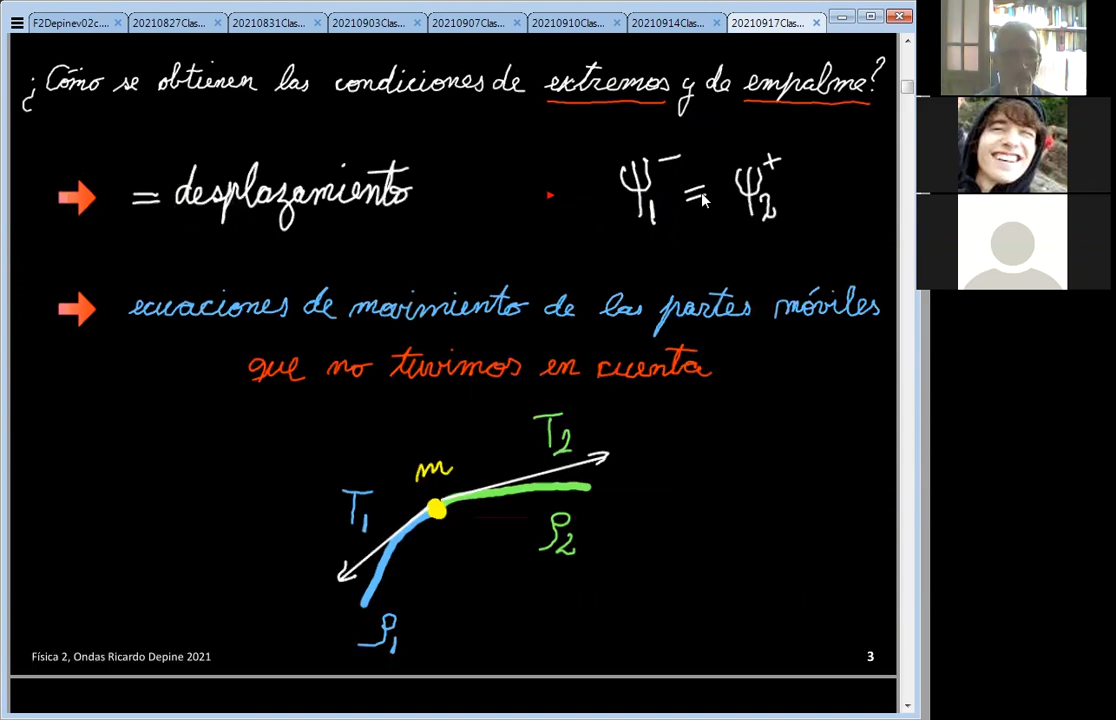 F2Depinev02c.
20210827Clas...
20210831Clas...
20210903Clas...
20210907Clas...
20210910Clas...
20210914Clas...
20210917Clas...
¿Cómo se obtienen las condiciones de extremos y de empalme?
= desplazamiento
ψ₁⁻ = ψ₂⁺
ecuaciones de movimiento de las partes móviles
que no tuvimos en cuenta
T₂
m
T₁
ρ₂
ρ₁
Física 2, Ondas Ricardo Depine 2021
3